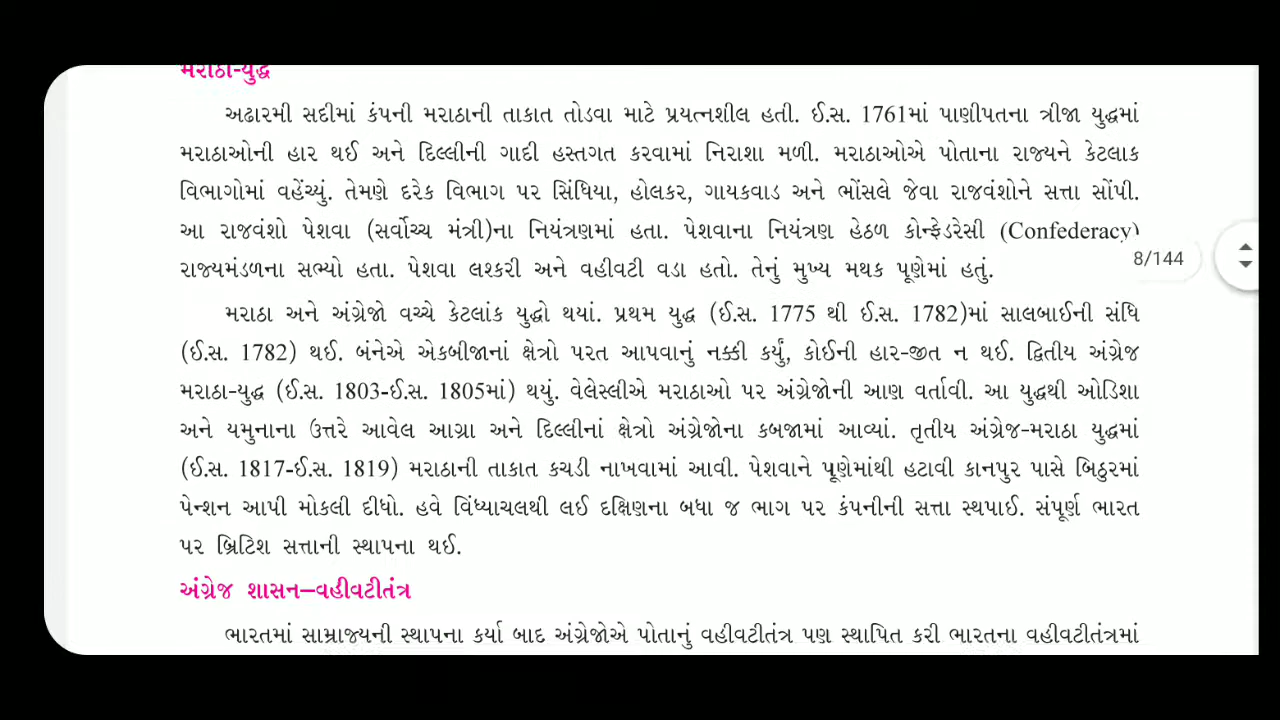 મરાઠા-યુદ્ધ
અઢારમી સદીમાં કંપની મરાઠાની તાકાત તોડવા માટે પ્રયત્નશીલ હતી. ઈ.સ. 1761માં પાણીપતના ત્રીજા યુદ્ધમાં
મરાઠાઓની હાર થઈ અને દિલ્લીની ગાદી હસ્તગત કરવામાં નિરાશા મળી. મરાઠાઓએ પોતાના રાજ્યને કેટલાક
વિભાગોમાં વહેંચ્યું. તેમણે દરેક વિભાગ પર સિંધિયા, હોલકર, ગાયકવાડ અને ભોંસલે જેવા રાજવંશોને સત્તા સોંપી.
આ રાજવંશો પેશવા (સર્વોચ્ચ મંત્રી)ના નિયંત્રણમાં હતા. પેશવાના નિયંત્રણ હેઠળ કોન્ફેડરેસી (Confederacy)
રાજ્યમંડળના સભ્યો હતા. પેશવા લશ્કરી અને વહીવટી વડા હતો. તેનું મુખ્ય મથક પૂણેમાં હતું.
8/144
મરાઠા અને અંગ્રેજો વચ્ચે કેટલાંક યુદ્ધો થયાં. પ્રથમ યુદ્ધ (ઈ.સ. 1775 થી ઈ.સ. 1782)માં સાલબાઈની સંધિ
(ઈ.સ. 1782) થઈ. બંનેએ એકબીજાનાં ક્ષેત્રો પરત આપવાનું નક્કી કર્યું, કોઈની હાર-જીત ન થઈ. દ્વિતીય અંગ્રેજ
મરાઠા-યુદ્ધ (ઈ.સ. 1803-ઈ.સ. 1805માં) થયું. વેલેસ્લીએ મરાઠાઓ પર અંગ્રેજોની આણ વર્તાવી. આ યુદ્ધથી ઓડિશા
અને યમુનાના ઉત્તરે આવેલ આગ્રા અને દિલ્લીનાં ક્ષેત્રો અંગ્રેજોના કબજામાં આવ્યાં. તૃતીય અંગ્રેજ-મરાઠા યુદ્ધમાં
(ઈ.સ. 1817-ઈ.સ. 1819) મરાઠાની તાકાત કચડી નાખવામાં આવી. પેશવાને પૂણેમાંથી હટાવી કાનપુર પાસે બિઠુરમાં
પેન્શન આપી મોકલી દીધો. હવે વિંધ્યાચલથી લઈ દક્ષિણના બધા જ ભાગ પર કંપનીની સત્તા સ્થપાઈ. સંપૂર્ણ ભારત
પર બ્રિટિશ સત્તાની સ્થાપના થઈ.
અંગ્રેજ શાસન–વહીવટીતંત્ર
ભારતમાં સામ્રાજ્યની સ્થાપના કર્યા બાદ અંગ્રેજોએ પોતાનું વહીવટીતંત્ર પણ સ્થાપિત કરી ભારતના વહીવટીતંત્રમાં